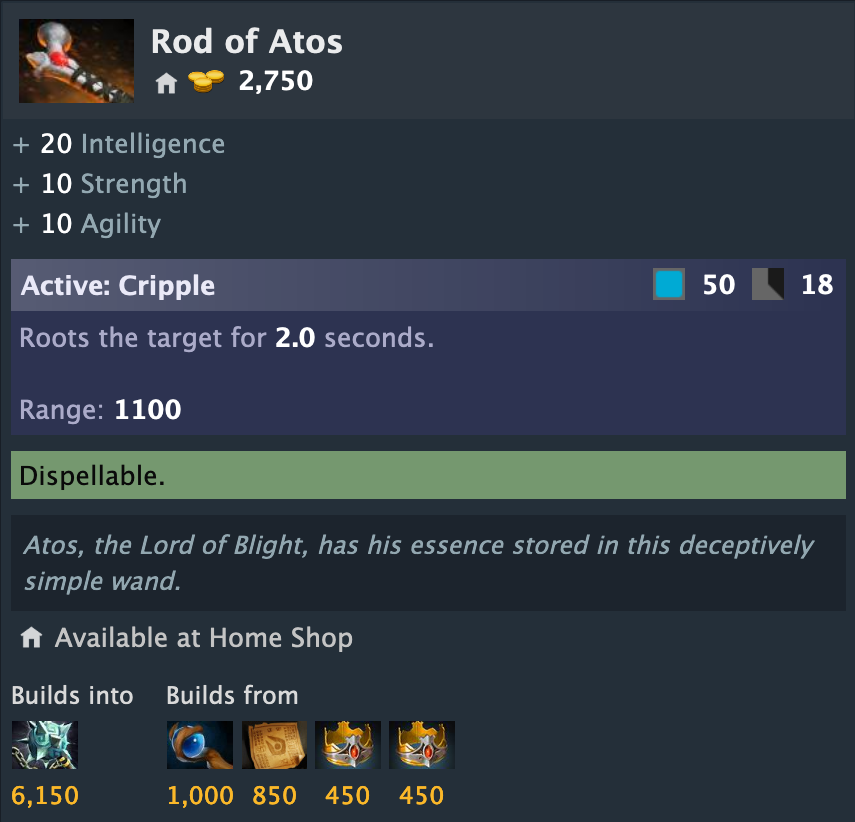 Rod of Atos
2,750
+ 20 Intelligence
+ 10 Strength
+ 10 Agility
Active: Cripple 50 18
Roots the target for 2.0 seconds.
Range: 1100
Dispellable.
Atos, the Lord of Blight, has his essence stored in this deceptively
simple wand.
Available at Home Shop
Builds into Builds from
6,150 1,000 850 450 450